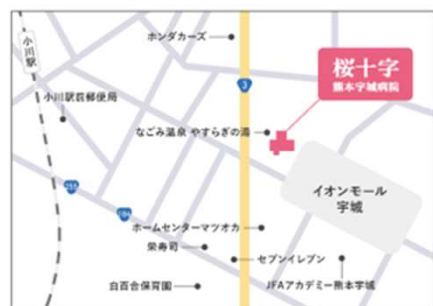 ホンダカーズ
小川駅
3
桜十字
熊本宇城病院
小川駅前郵便局
なごみ温泉 やすらぎの湯
イオンモール
宇城
ホームセンターマツオカ
栄寿司
セブンイレブン
白百合保育園
JFAアカデミー熊本宇城